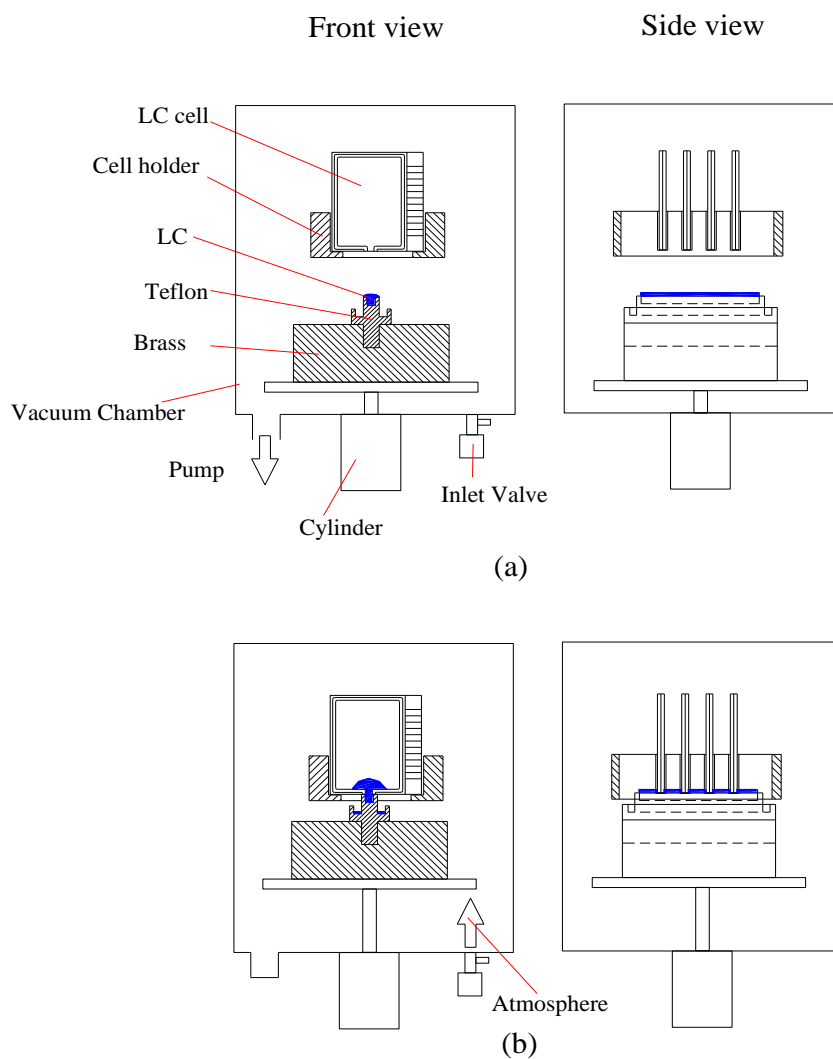 Front view
Side view
LC cell
Cell holder
LC
Teflon
Brass
Vacuum Chamber
Pump
Inlet Valve
Cylinder
(a)
Atmosphere
(b)